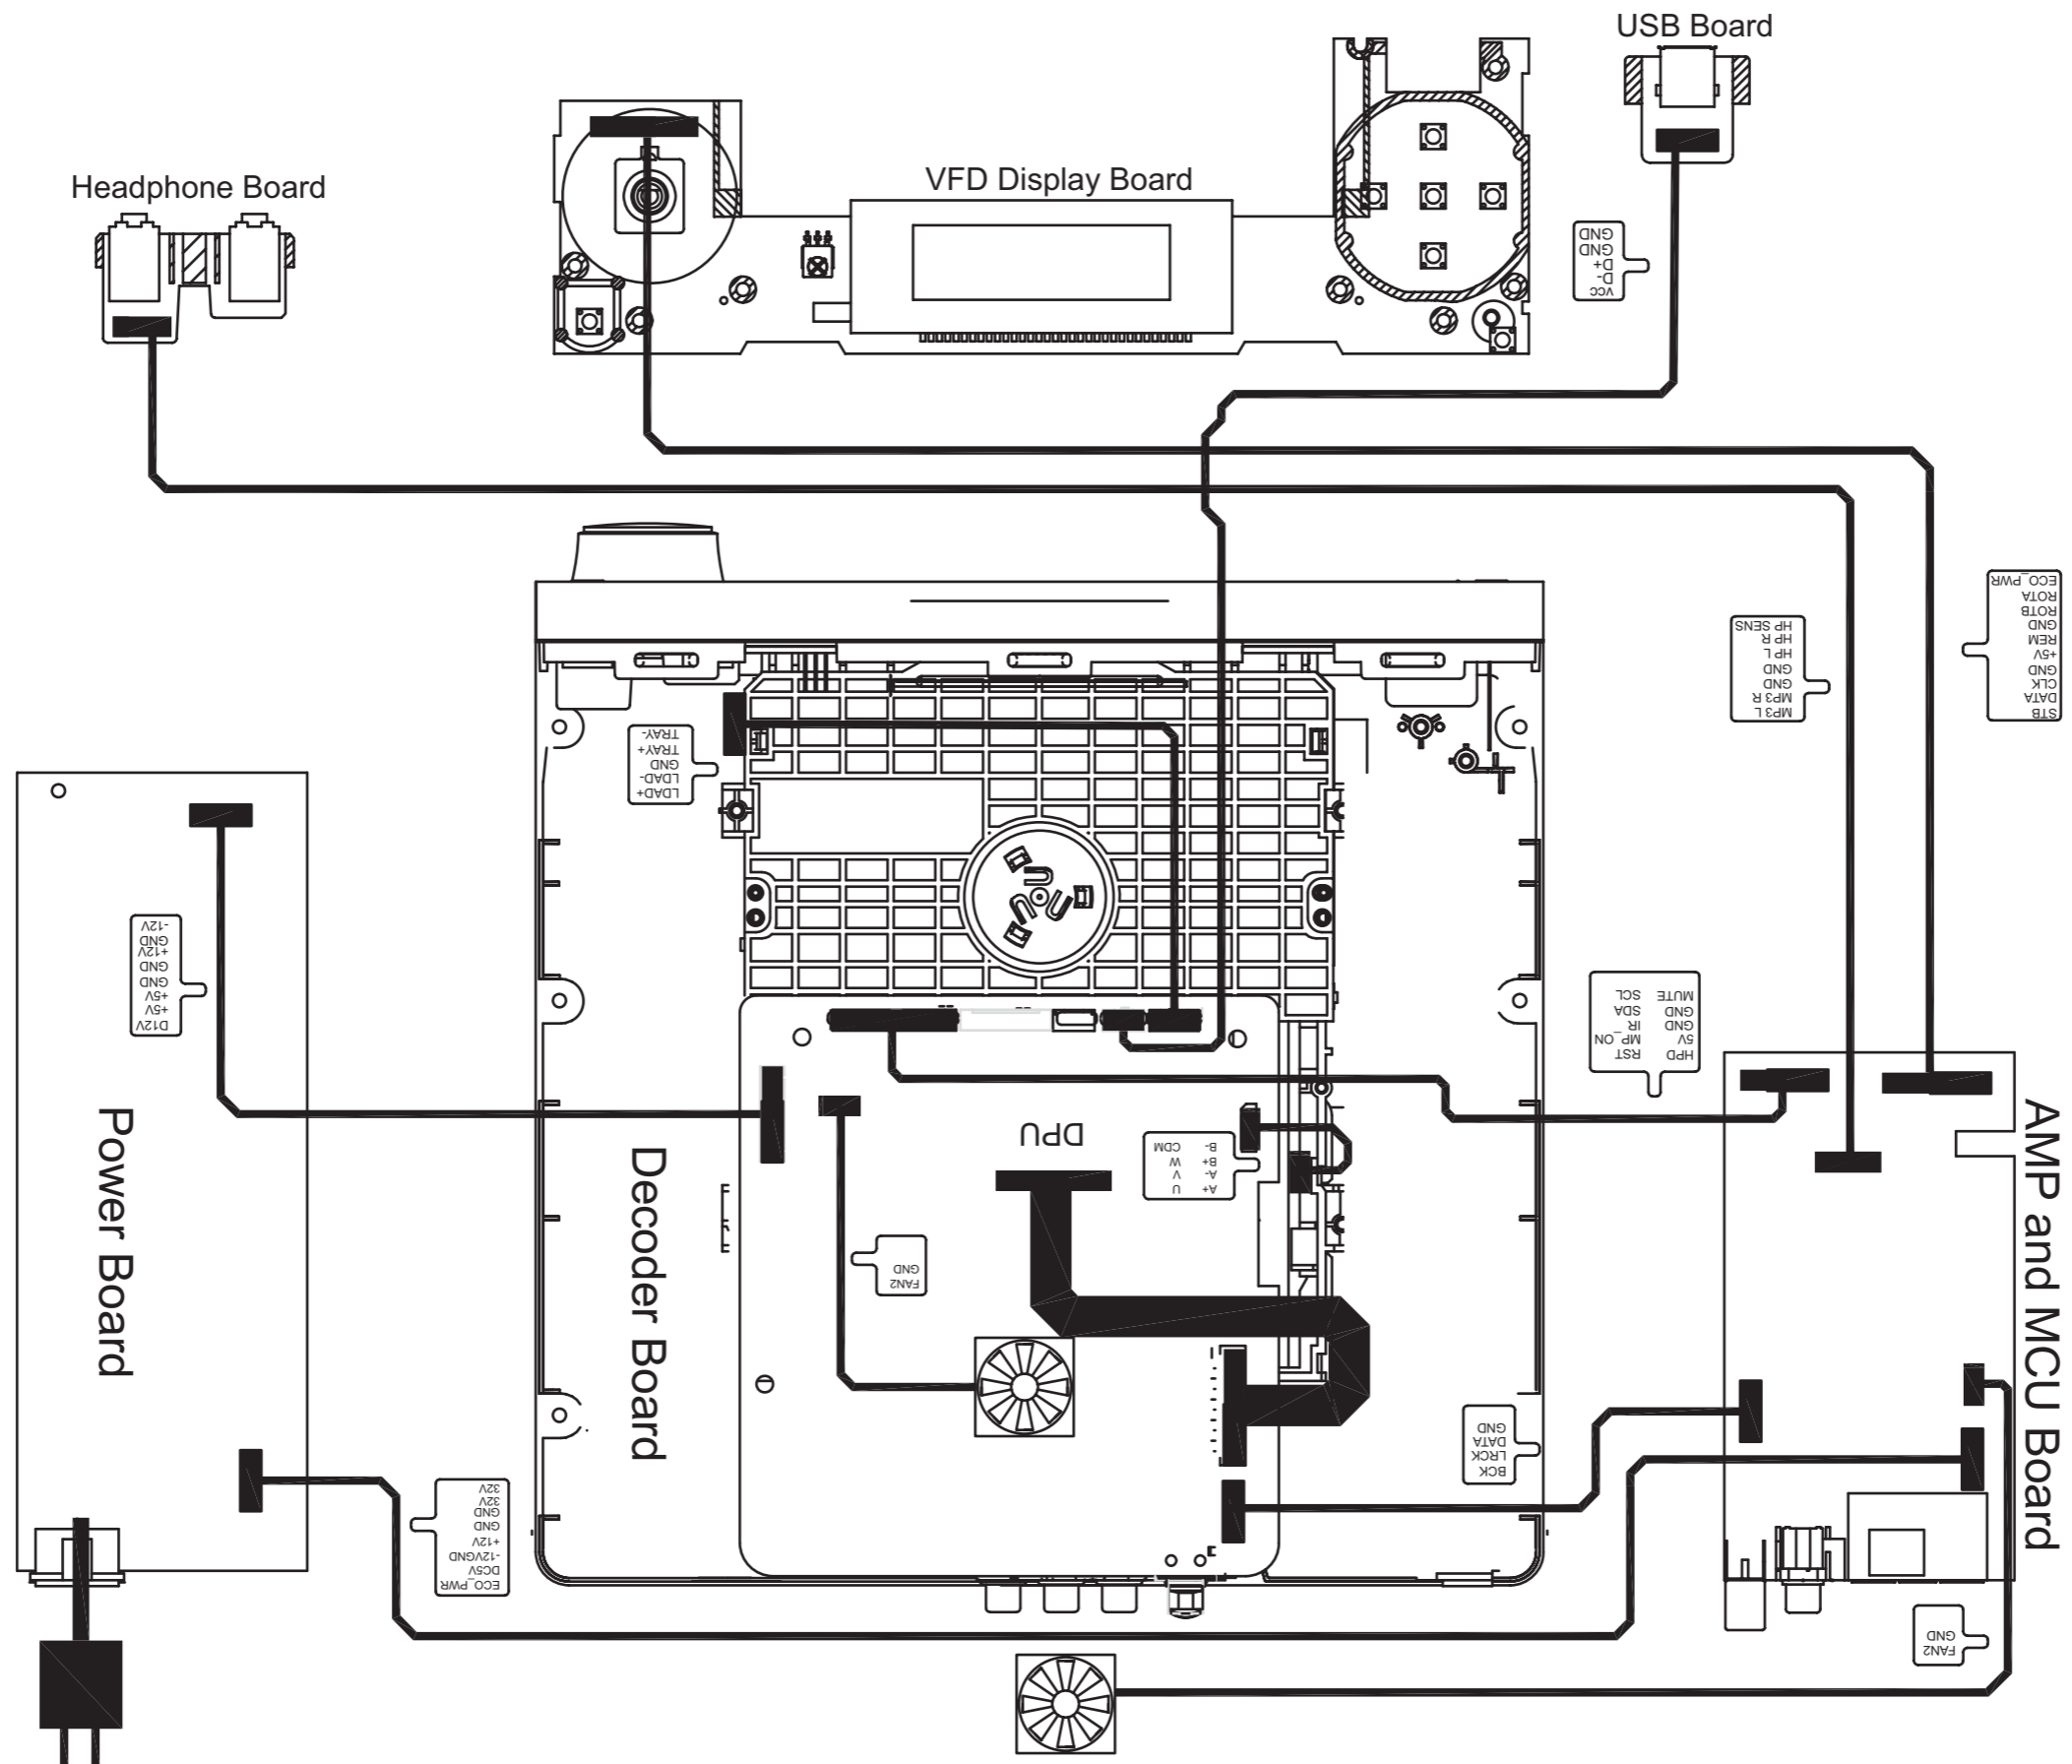 USB Board
Headphone Board
VFD Display Board
VCC
D-
D+
GND
GND
STB
DATA
CLK
GND
+5V
REM
GND
ROTB
ROTA
ECO_PWR
MP3 L
MP3 R
GND
GND
HP L
HP R
HP SENS
LDAD+
LDAD-
GND
TRAY+
TRAY-
D12V
+5V
+5V
GND
GND
+12V
GND
-12V
HPD RST
5V MP_ON
GND IR
GND SDA
MUTE SCL
Power Board
Decoder Board
DPU
A+ U
A- V
B+ W
B- CDM
AMP and MCU Board
FAN2
GND
BCK
LRCK
DATA
GND
ECO_PWR
DC5V
-12VGND
+12V
GND
GND
32V
32V
FAN2
GND